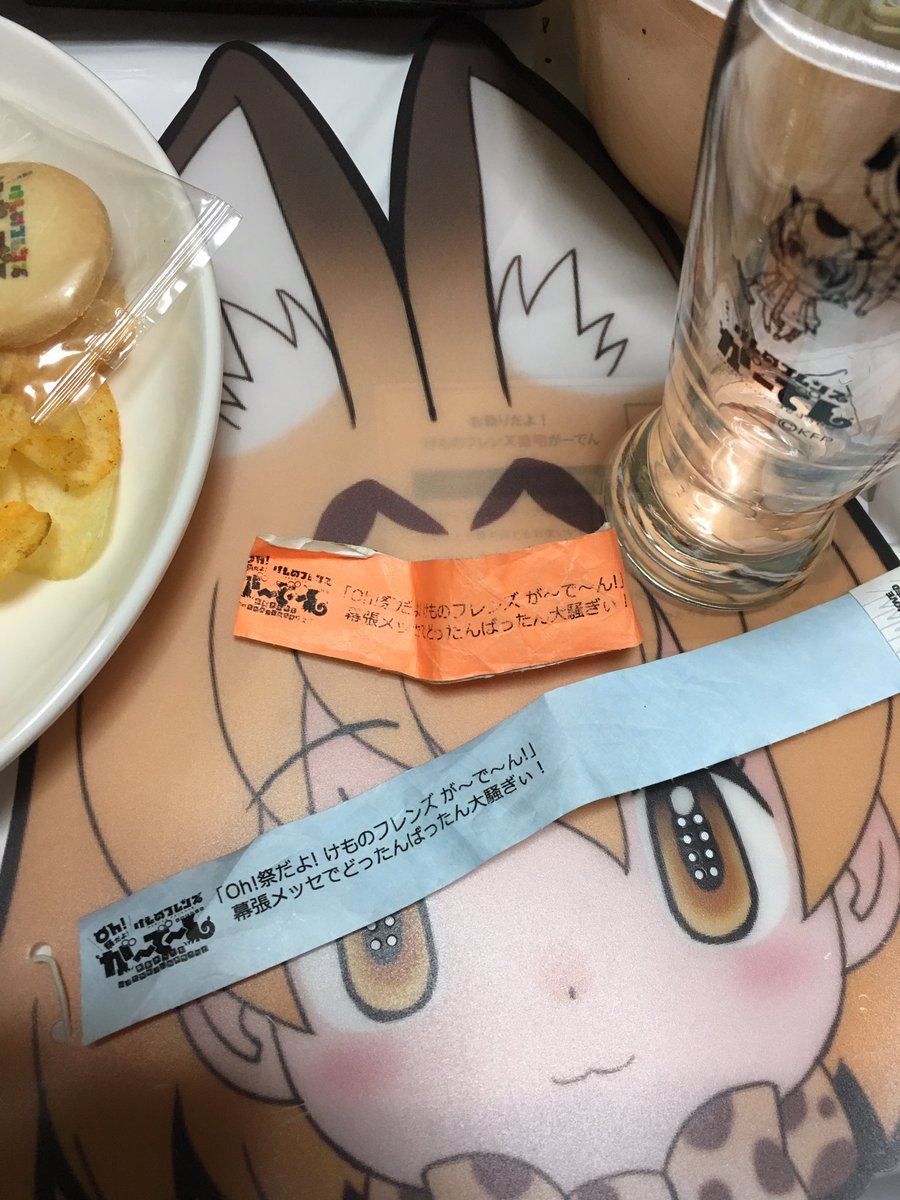 お祭りだよ！
けものフレンズ
©KFP
Oh!
けものフレンズ
が～で～ん
「Oh!祭だよ!けものフレンズ が～で～ん!」
幕張メッセでどったんばったん大騒ぎぃ！
Oh!
けものフレンズ
が～で～ん
「Oh!祭だよ! けものフレンズ が～で～ん!」
幕張メッセでどったんばったん大騒ぎぃ！